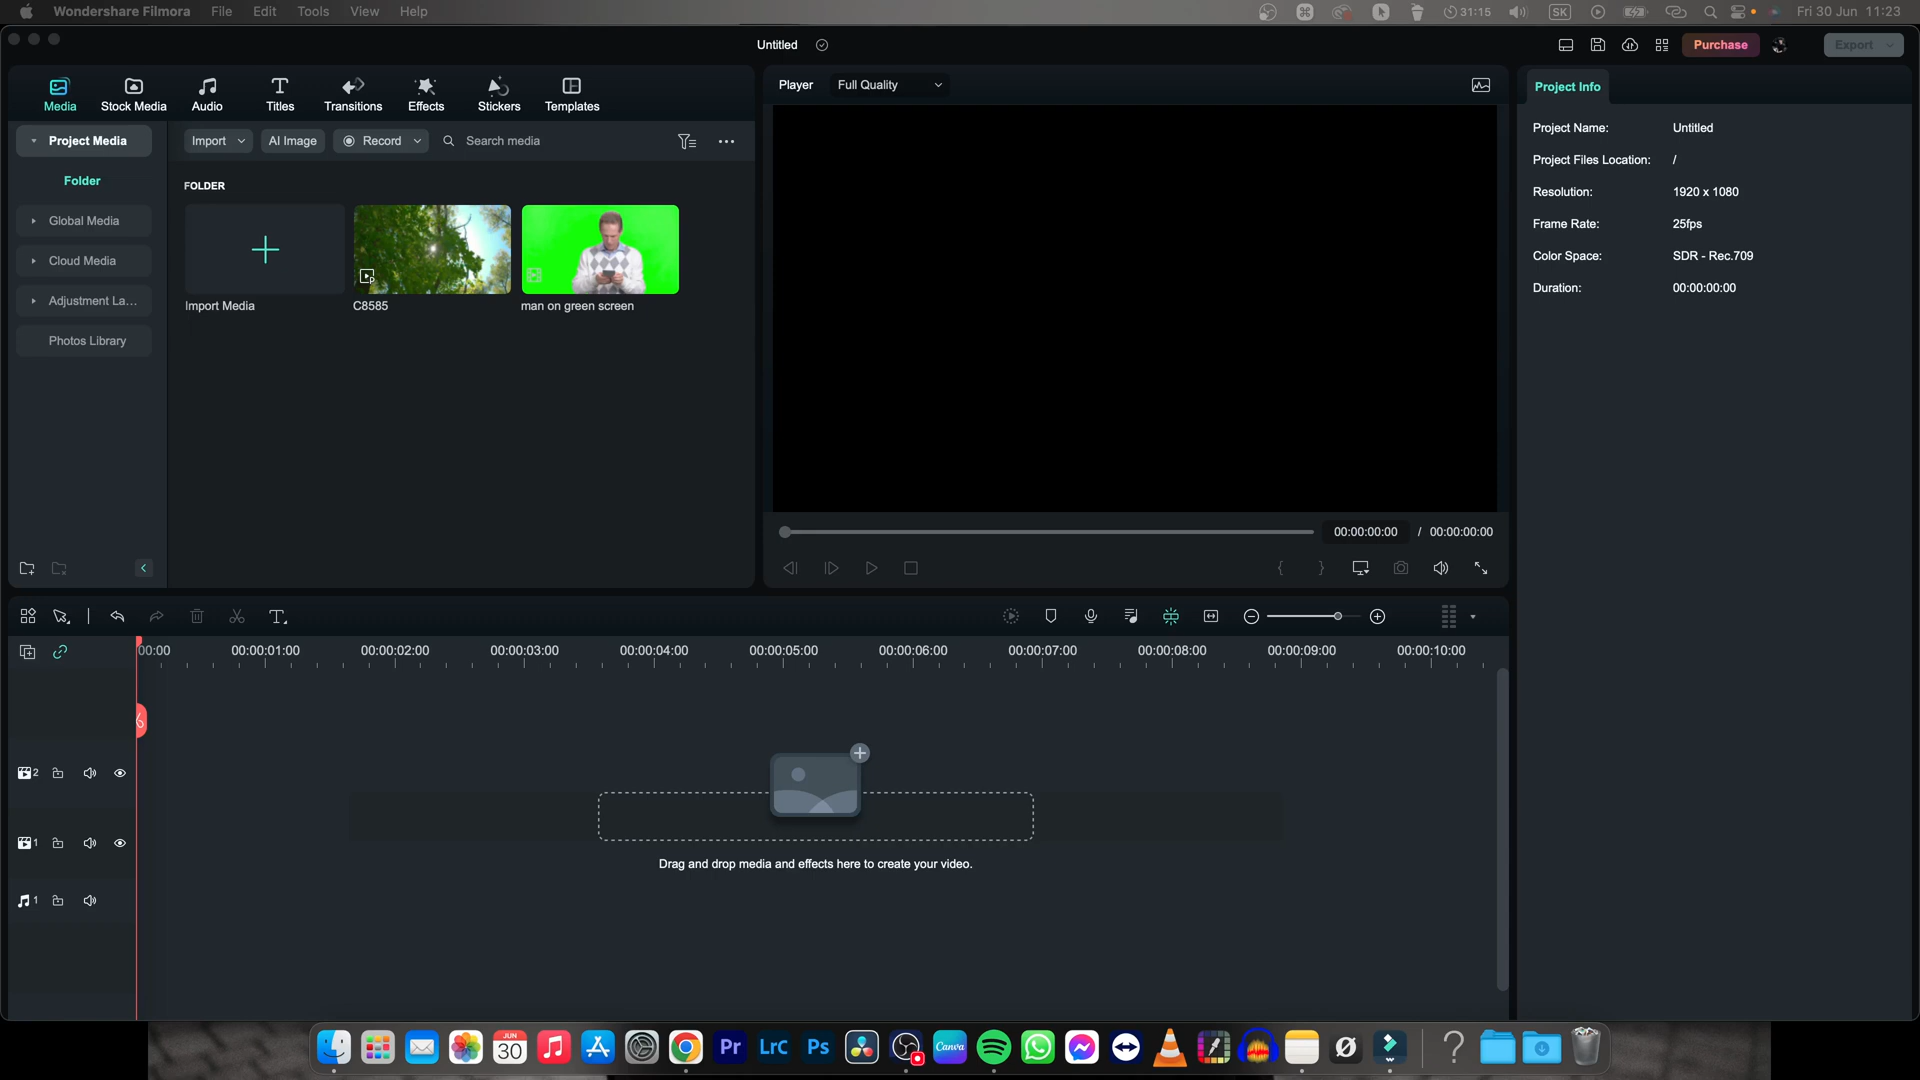 Wondershare Filmora File Edit Tools View Help
31:15 SK Fri 30 Jun 11:23
Untitled
Purchase Export
Media Stock Media Audio Titles Transitions Effects Stickers Templates
Player Full Quality
Project Info
Project Media
Import AI Image Record Search media
Folder
Global Media
Cloud Media
Adjustment La...
Photos Library
FOLDER
Import Media C8585 man on green screen
Project Name: Untitled
Project Files Location: /
Resolution: 1920 x 1080
Frame Rate: 25fps
Color Space: SDR - Rec.709
Duration: 00:00:00:00
00:00:00:00 / 00:00:00:00
00:00 00:00:01:00 00:00:02:00 00:00:03:00 00:00:04:00 00:00:05:00 00:00:06:00 00:00:07:00 00:00:08:00 00:00:09:00 00:00:10:00
2
1
1
Drag and drop media and effects here to create your video.
JUN
30
Pr LrC Ps Canva